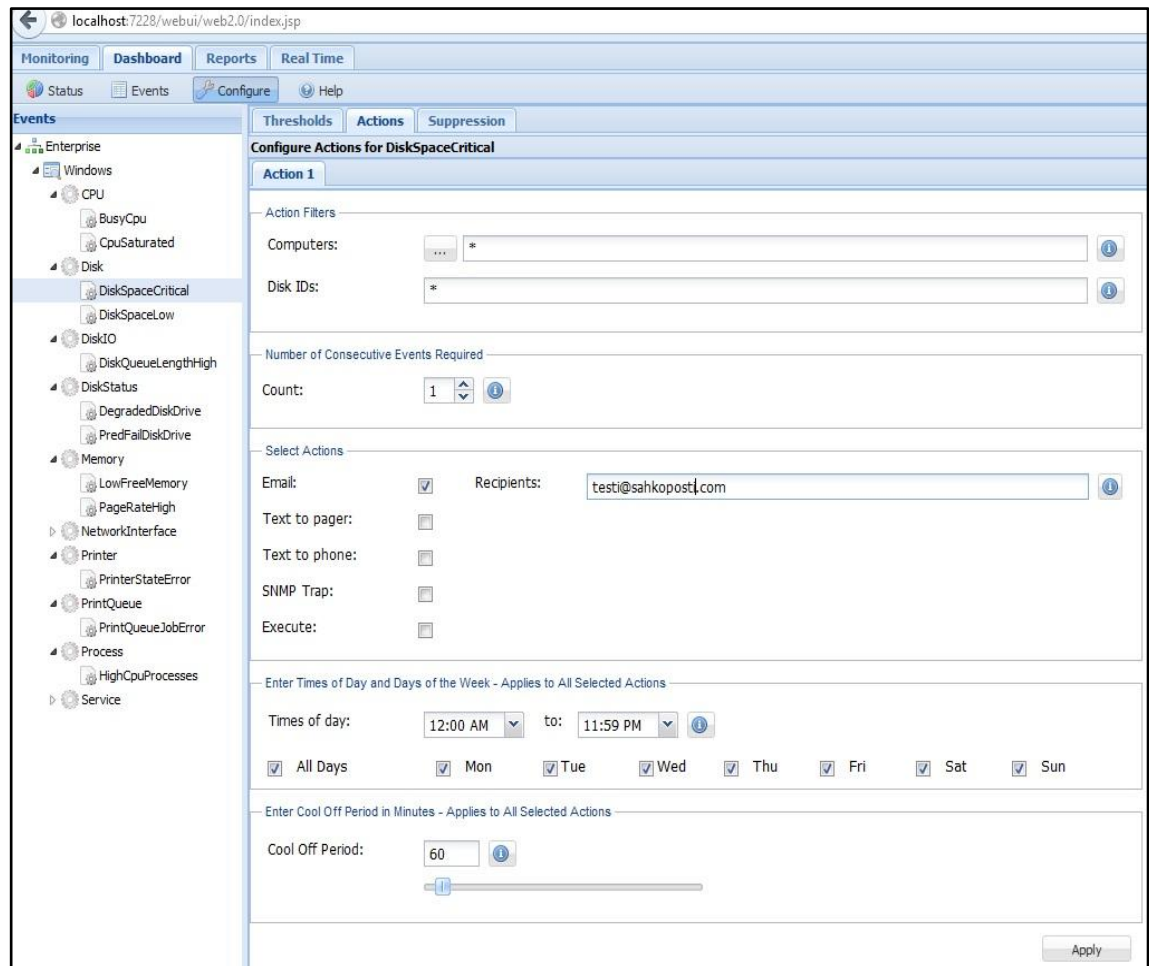 localhost:7228/webui/web2.0/index.jsp
Monitoring Dashboard Reports Real Time
Status Events Configure Help
Events
Enterprise
Windows
CPU
BusyCpu
CpuSaturated
Disk
DiskSpaceCritical
DiskSpaceLow
DiskIO
DiskQueueLengthHigh
DiskStatus
DegradedDiskDrive
PredFailDiskDrive
Memory
LowFreeMemory
PageRateHigh
NetworkInterface
Printer
PrinterStateError
PrintQueue
PrintQueueJobError
Process
HighCpuProcesses
Service
Thresholds Actions Suppression
Configure Actions for DiskSpaceCritical
Action 1
Action Filters
Computers: ... *
Disk IDs: *
Number of Consecutive Events Required
Count: 1
Select Actions
Email: Recipients: testi@sahkoposti.com
Text to pager:
Text to phone:
SNMP Trap:
Execute:
Enter Times of Day and Days of the Week - Applies to All Selected Actions
Times of day: 12:00 AM to: 11:59 PM
All Days Mon Tue Wed Thu Fri Sat Sun
Enter Cool Off Period in Minutes - Applies to All Selected Actions
Cool Off Period: 60
Apply